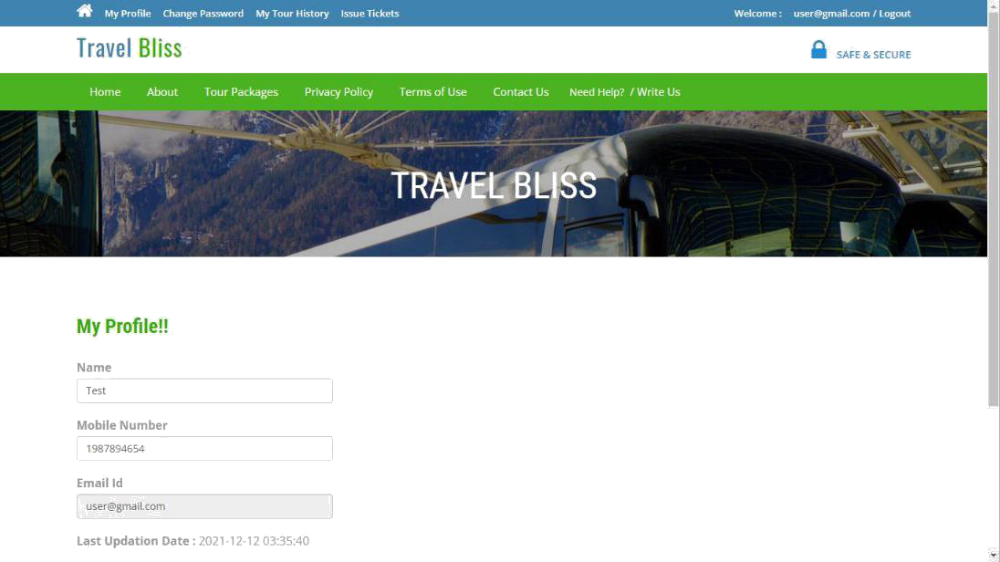 My Profile Change Password My Tour History Issue Tickets Welcome : user@gmail.com / Logout
Travel Bliss SAFE & SECURE
Home About Tour Packages Privacy Policy Terms of Use Contact Us Need Help? / Write Us
TRAVEL BLISS
My Profile!!
Name
Test
Mobile Number
1987894654
Email Id
user@gmail.com
Last Updation Date : 2021-12-12 03:35:40